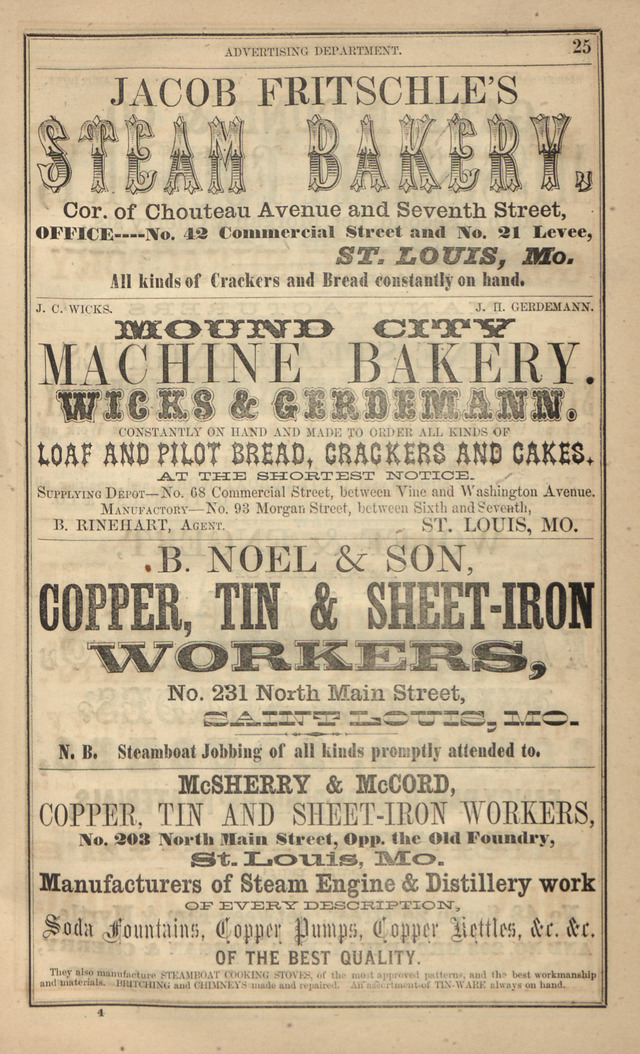 ADVERTISING DEPARTMENT. 25
JACOB FRITSCHLE'S
STEAM BAKERY,
Cor. of Chouteau Avenue and Seventh Street,
OFFICE----No. 42 Commercial Street and No. 21 Levee,
ST. LOUIS, Mo.
All kinds of Crackers and Bread constantly on hand.
J. C. WICKS. J. H. GERDEMANN.
MOUND CITY
MACHINE BAKERY.
WICKS & GERDEMANN.
CONSTANTLY ON HAND AND MADE TO ORDER ALL KINDS OF
LOAF AND PILOT BREAD, CRACKERS AND CAKES.
AT THE SHORTEST NOTICE.
SUPPLYING DEPOT—No. 68 Commercial Street, between Vine and Washington Avenue.
MANUFACTORY—No. 93 Morgan Street, between Sixth and Seventh,
B. RINEHART, AGENT. ST. LOUIS, MO.
B. NOEL & SON,
COPPER, TIN & SHEET-IRON
WORKERS,
No. 231 North Main Street,
SAINT LOUIS, MO.
N. B. Steamboat Jobbing of all kinds promptly attended to.
McSHERRY & McCORD,
COPPER, TIN AND SHEET-IRON WORKERS,
No. 203 North Main Street, Opp. the Old Foundry,
St. Louis, Mo.
Manufacturers of Steam Engine & Distillery work
OF EVERY DESCRIPTION,
Soda Fountains, Copper Pumps, Copper Kettles, &c. &c.
OF THE BEST QUALITY.
They also manufacture STEAMBOAT COOKING STOVES, of the most approved patterns, and the best workmanship
and materials. BRITCHING and CHIMNEYS made and repaired. An assortment of TIN-WARE always on hand.
4